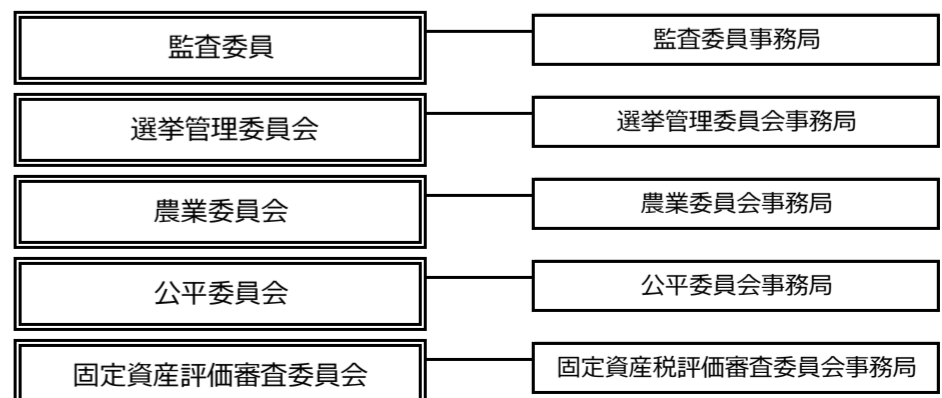 監査委員
監査委員事務局
選挙管理委員会
選挙管理委員会事務局
農業委員会
農業委員会事務局
公平委員会
公平委員会事務局
固定資産評価審査委員会
固定資産税評価審査委員会事務局